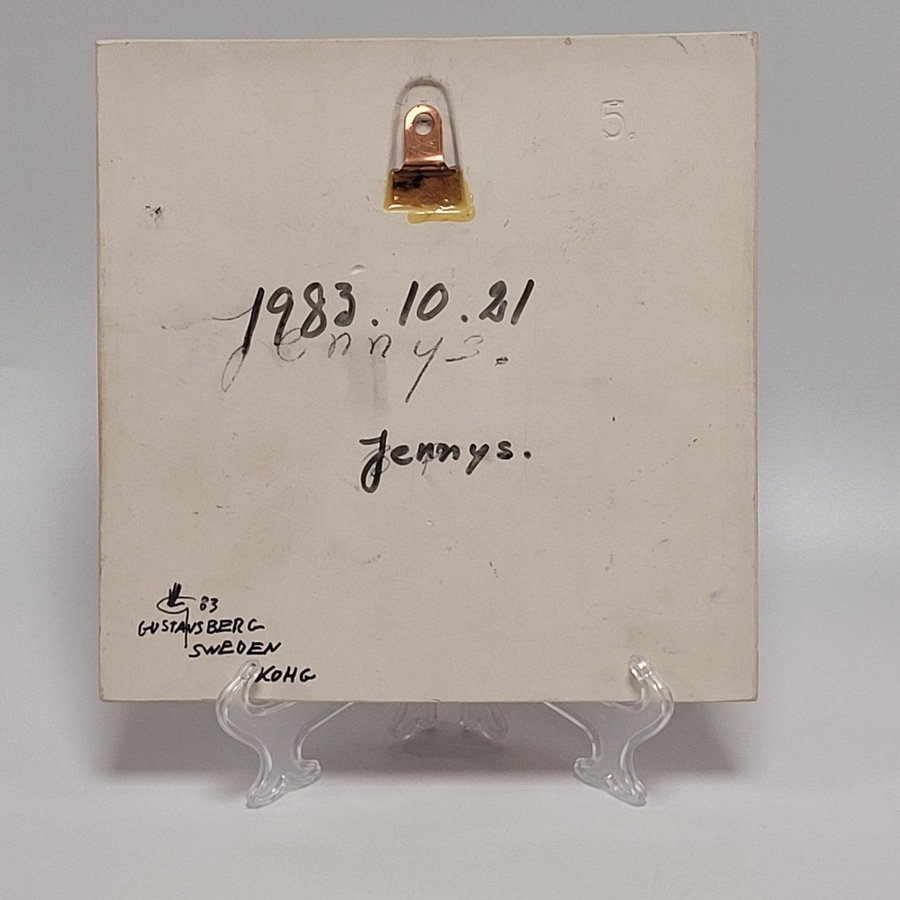 5.
1983.10.21
Jennys.
Jennys.
83
GUSTAVSBERG
SWEDEN
KOHG